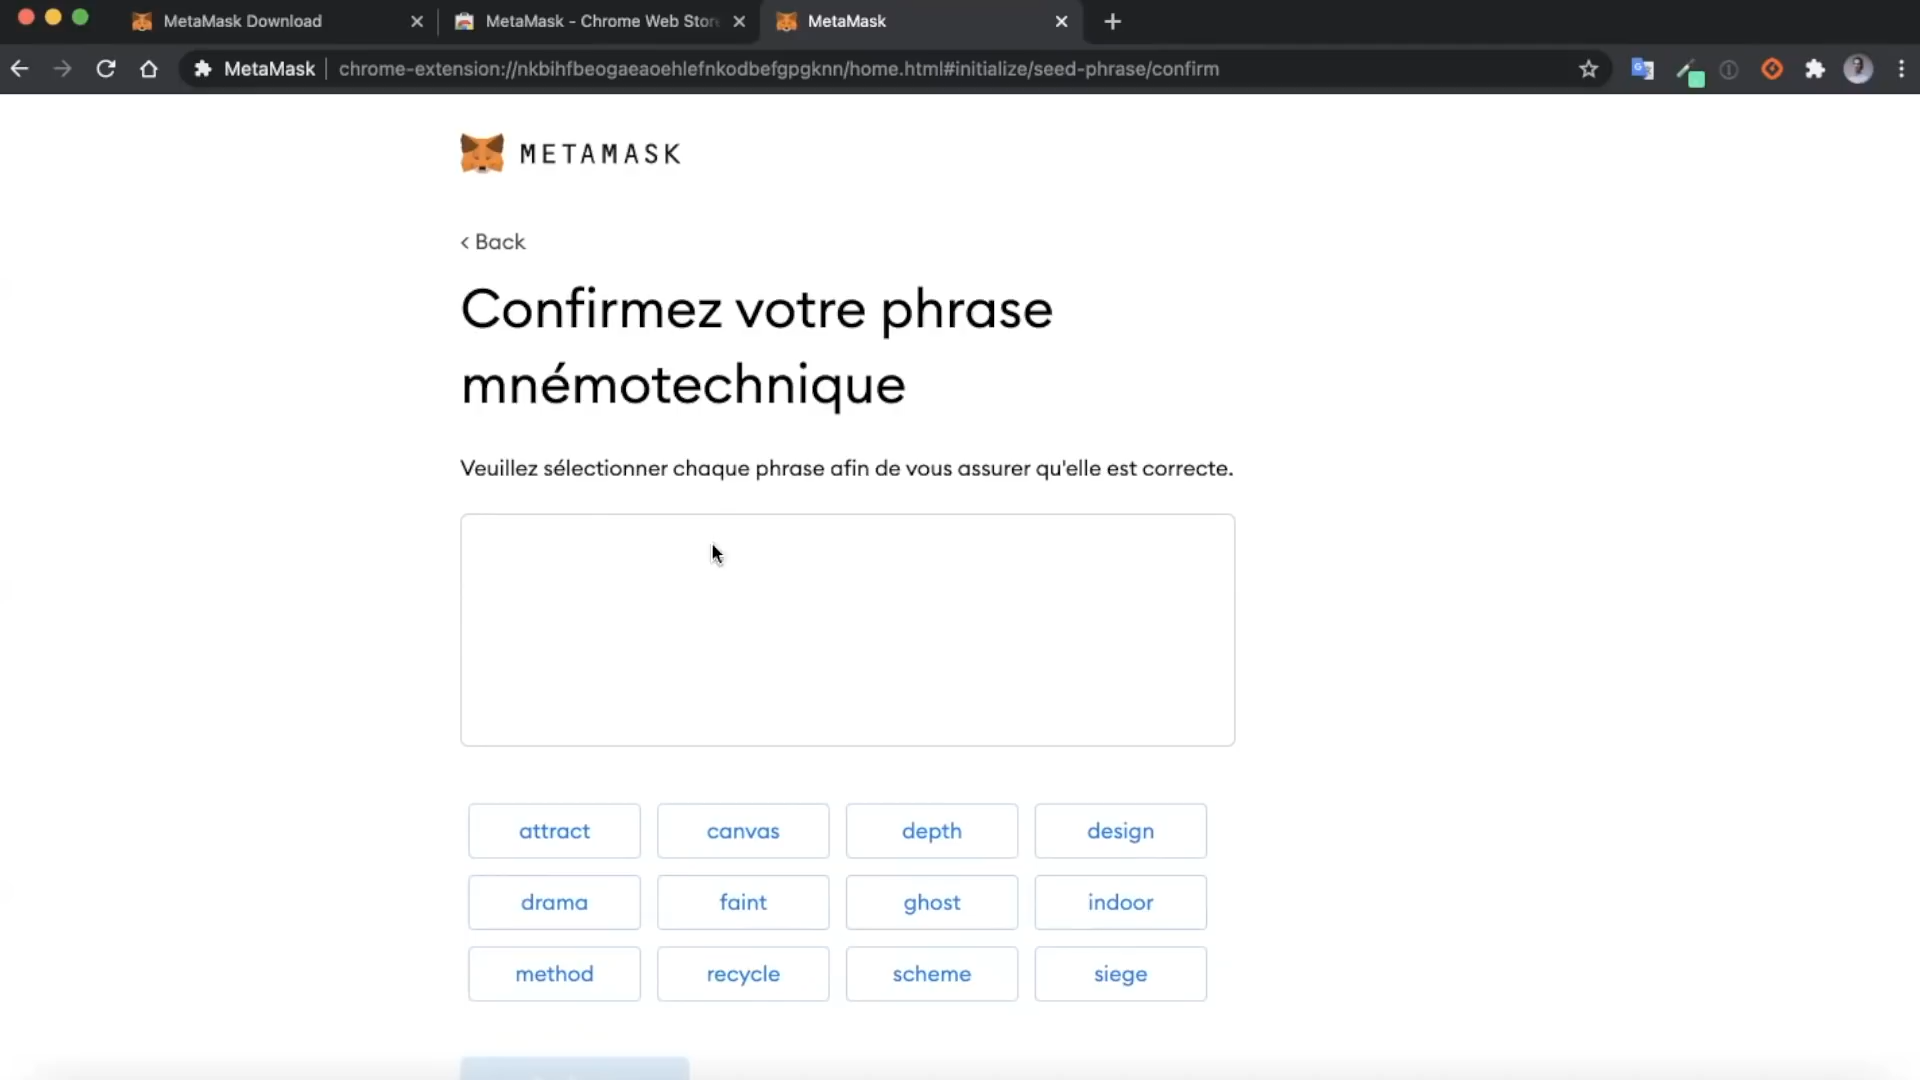 MetaMask Download
MetaMask - Chrome Web Stor
MetaMask
MetaMask
chrome-extension://nkbihfbeogaeaoehlefnkodbefgpgknn/home.html#initialize/seed-phrase/confirm
METAMASK
< Back
Confirmez votre phrase
mnémotechnique
Veuillez sélectionner chaque phrase afin de vous assurer qu'elle est correcte.
attract canvas depth design
drama faint ghost indoor
method recycle scheme siege